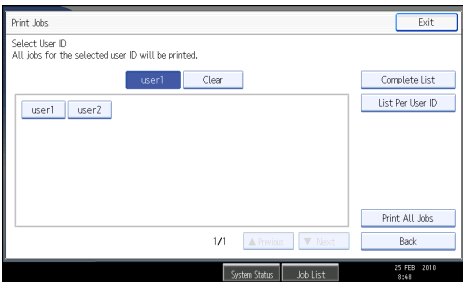 Print Jobs Exit
Select User ID
All jobs for the selected user ID will be printed.
user1 Clear Complete List
user1 user2 List Per User ID
Print All Jobs
1/1 ▲ Previous ▼ Next Back
System Status Job List 25 FEB 2010
8:48